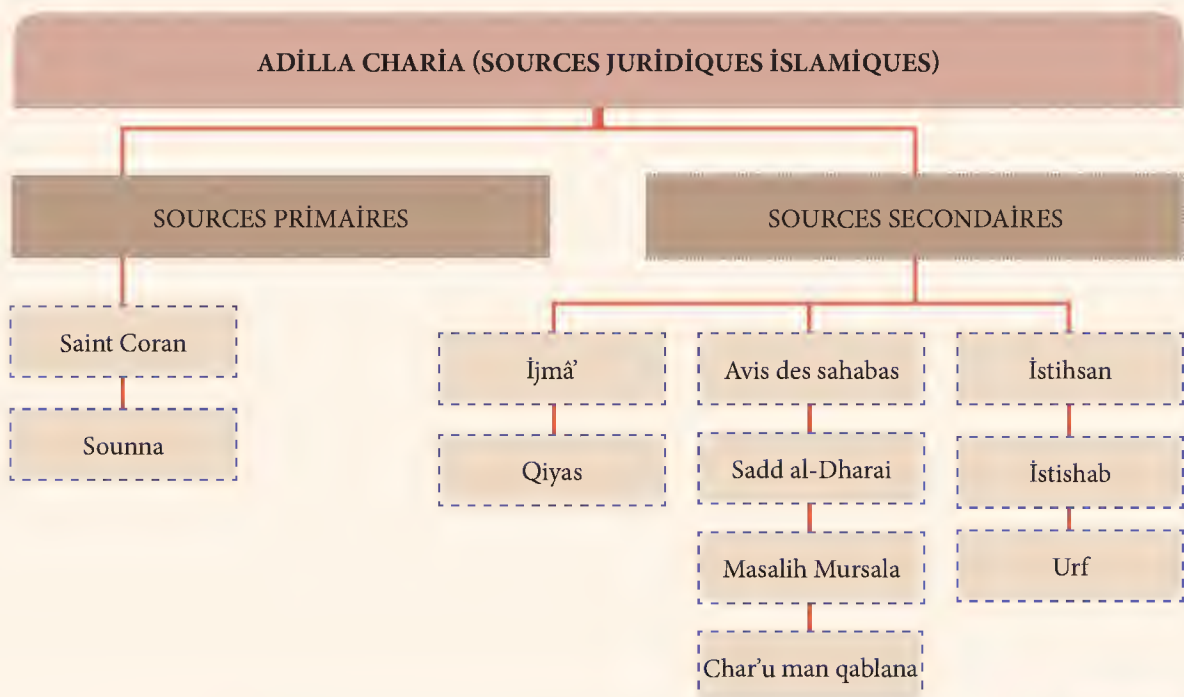 ADİLLA CHARİA (SOURCES JURİDİQUES İSLAMİQUES)
SOURCES PRİMAİRES
SOURCES SECONDAİRES
Saint Coran
Sounna
İjmâ’
Qiyas
Avis des sahabas
Sadd al-Dharai
Masalih Mursala
Char’u man qablana
İstihsan
İstishab
Urf